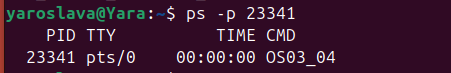 yaroslava@Yara:~$ ps -p 23341
PID TTY TIME CMD
23341 pts/0 00:00:00 OS03_04